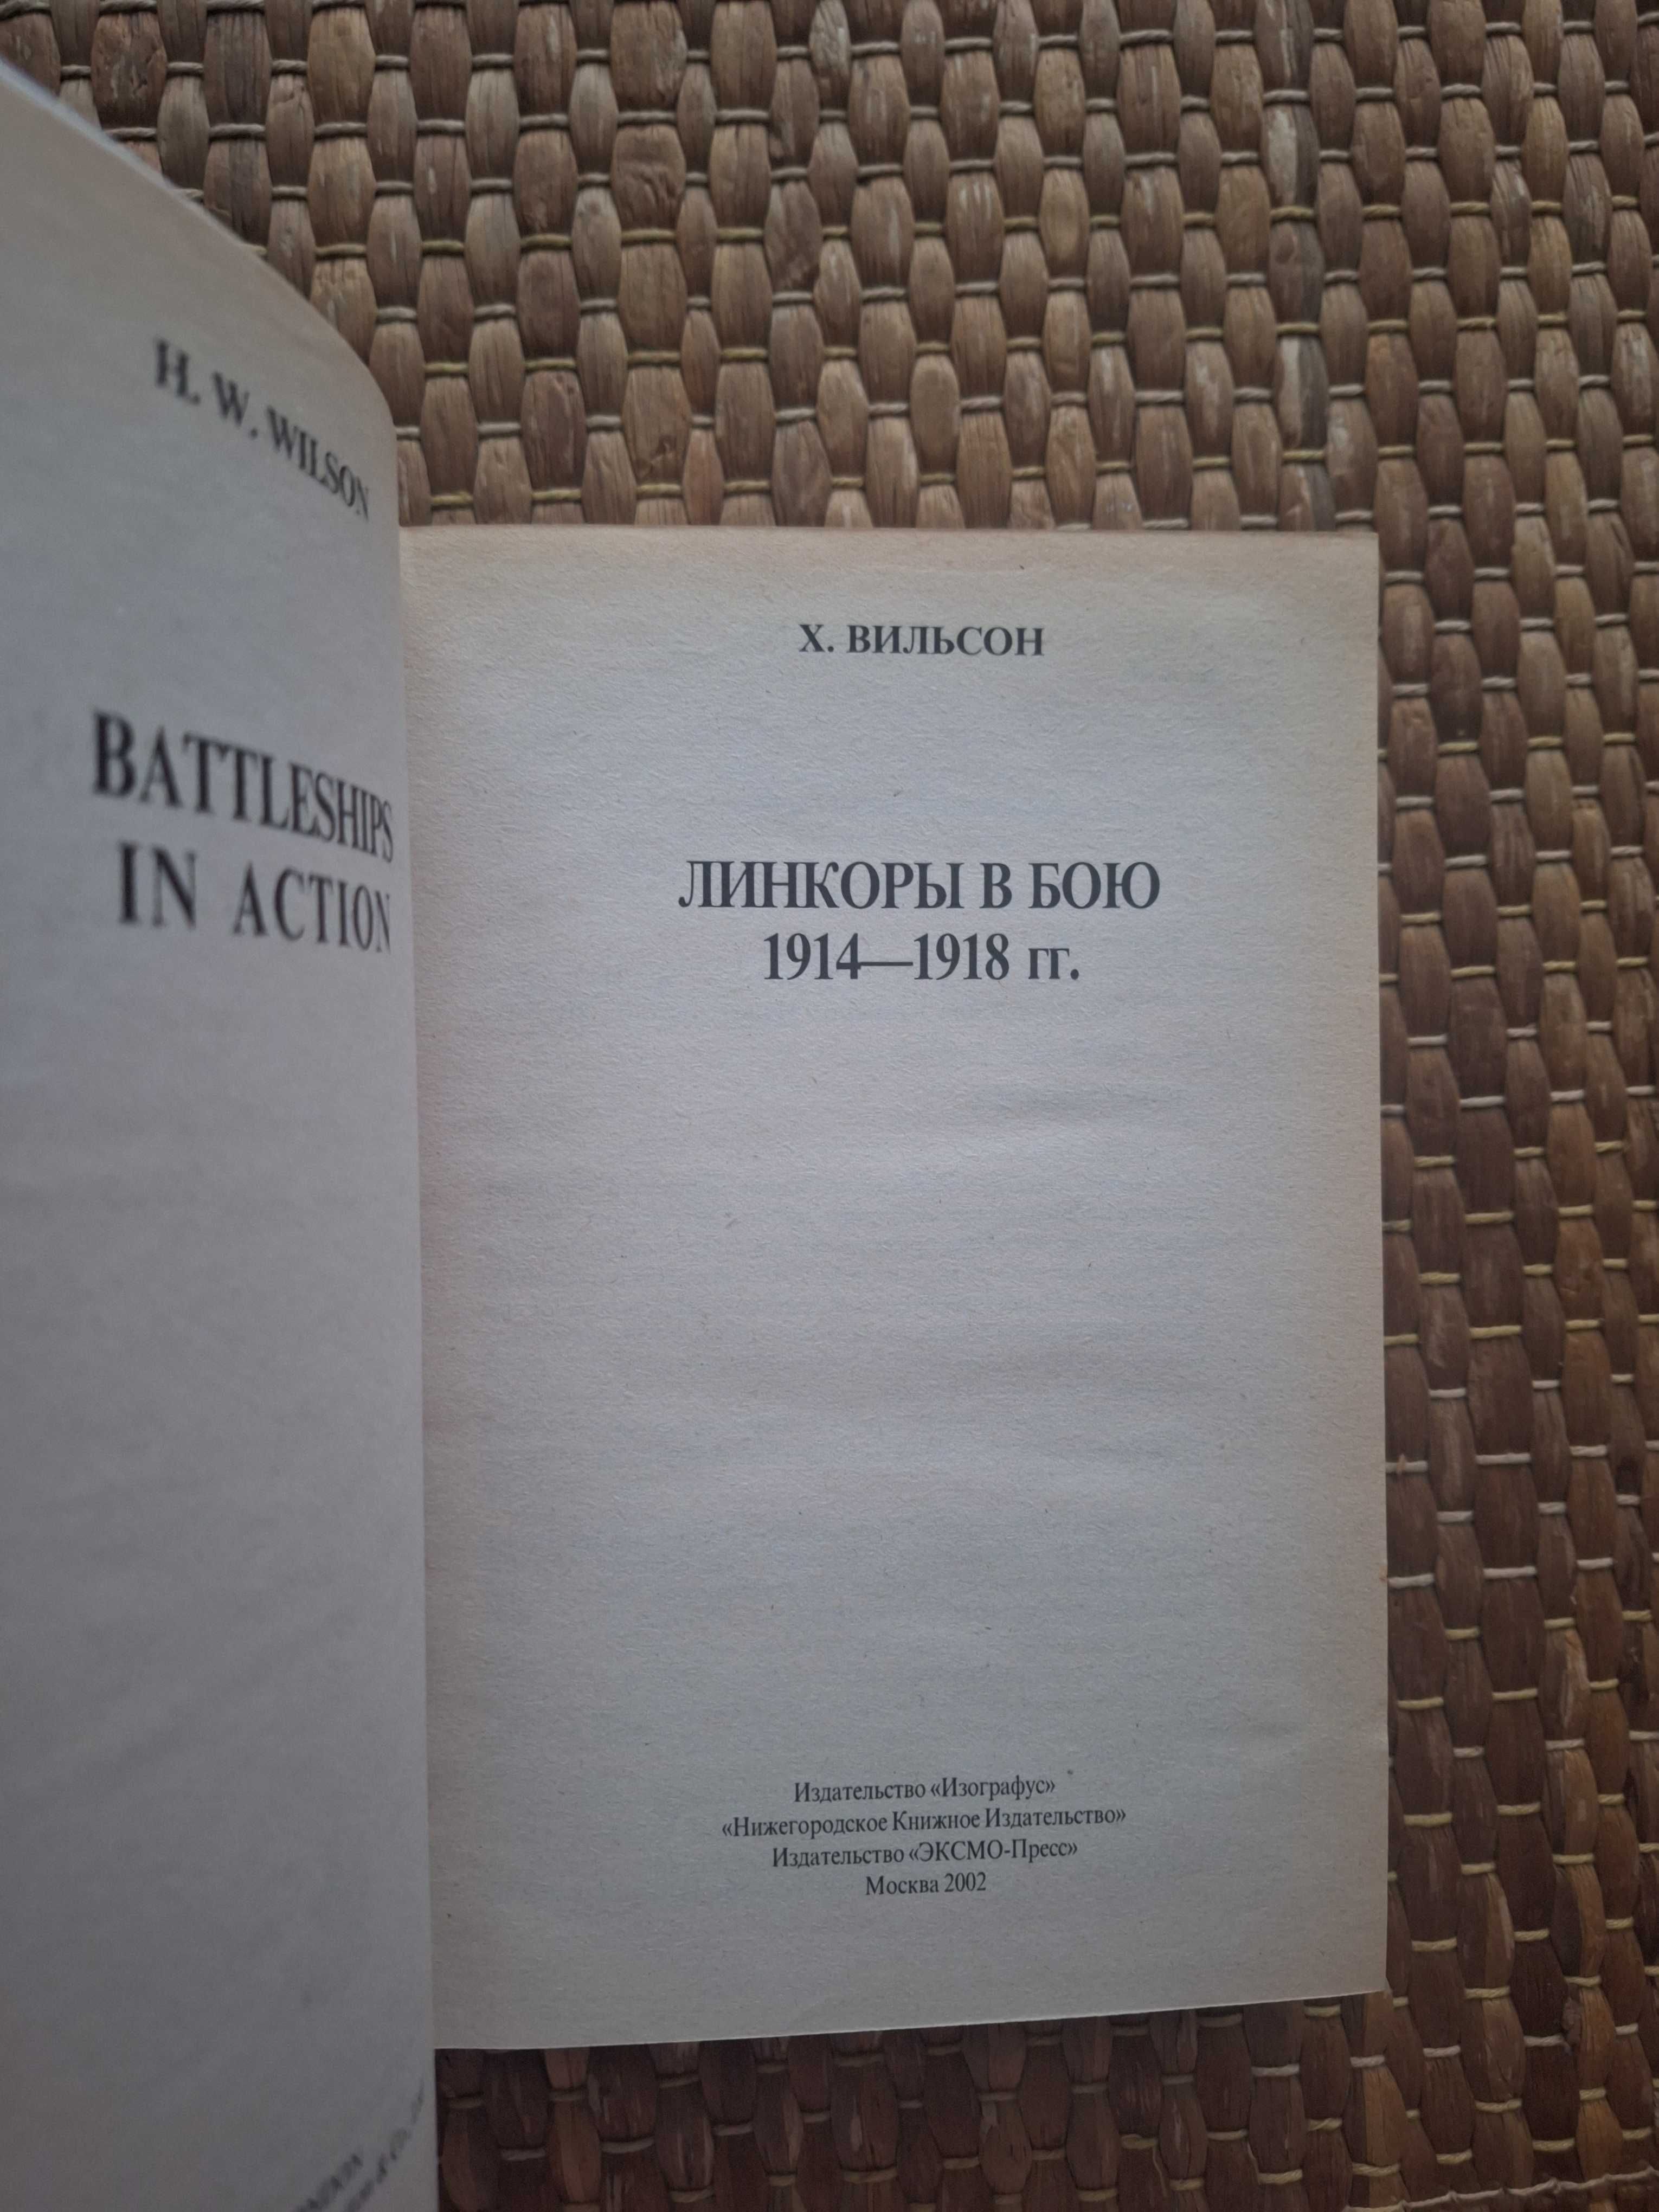 H. W. WILSON
BATTLESHIPS
IN ACTION
Х. ВИЛЬСОН
ЛИНКОРЫ В БОЮ
1914—1918 гг.
Издательство «Изографус»
«Нижегородское Книжное Издательство»
Издательство «ЭКСМО-Пресс»
Москва 2002